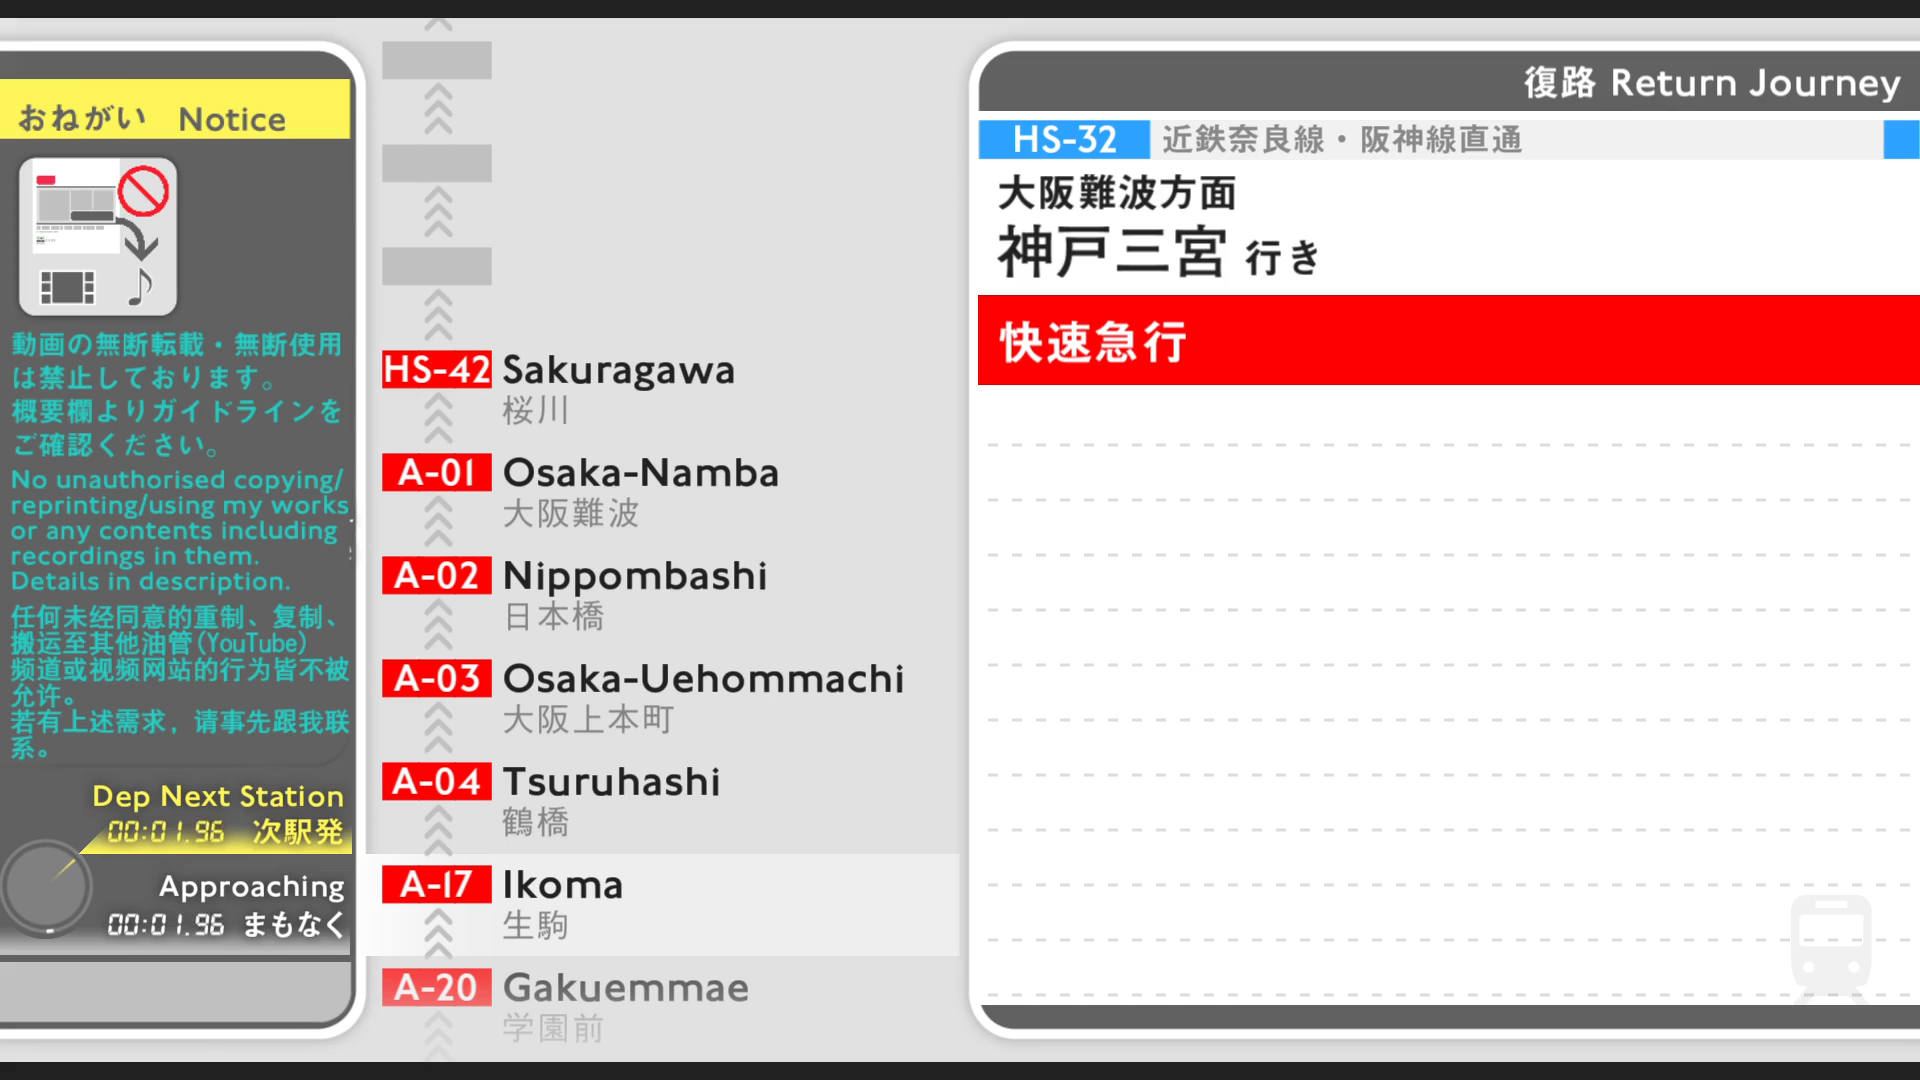 おねがい Notice
動画の無断転載・無断使用
は禁止しております。
概要欄よりガイドラインを
ご確認ください。
No unauthorised copying/
reprinting/using my works
or any contents including
recordings in them.
Details in description.
任何未经同意的重制、复制、
搬运至其他油管(YouTube)
频道或视频网站的行为皆不被
允许。
若有上述需求，请事先跟我联
系。
Dep Next Station
00:01.96 次駅発
Approaching
00:01.96 まもなく
HS-42 Sakuragawa
桜川
A-01 Osaka-Namba
大阪難波
A-02 Nippombashi
日本橋
A-03 Osaka-Uehommachi
大阪上本町
A-04 Tsuruhashi
鶴橋
A-17 Ikoma
生駒
A-20 Gakuemmae
学園前
復路 Return Journey
HS-32 近鉄奈良線・阪神線直通
大阪難波方面
神戸三宮 行き
快速急行